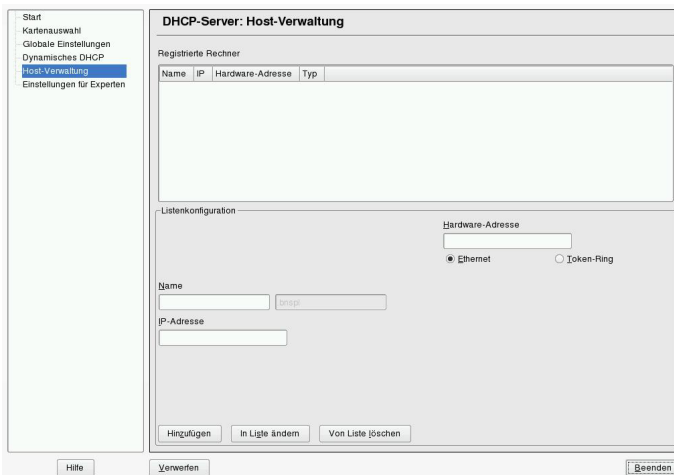 Start
Kartenauswahl
Globale Einstellungen
Dynamisches DHCP
Host-Verwaltung
Einstellungen für Experten
DHCP-Server: Host-Verwaltung
Registrierte Rechner
Name IP Hardware-Adresse Typ
Listenkonfiguration
Hardware-Adresse
Ethernet Token-Ring
Name
IP-Adresse
Hinzufügen In Liste ändern Von Liste löschen
Hilfe Verwerfen Beenden